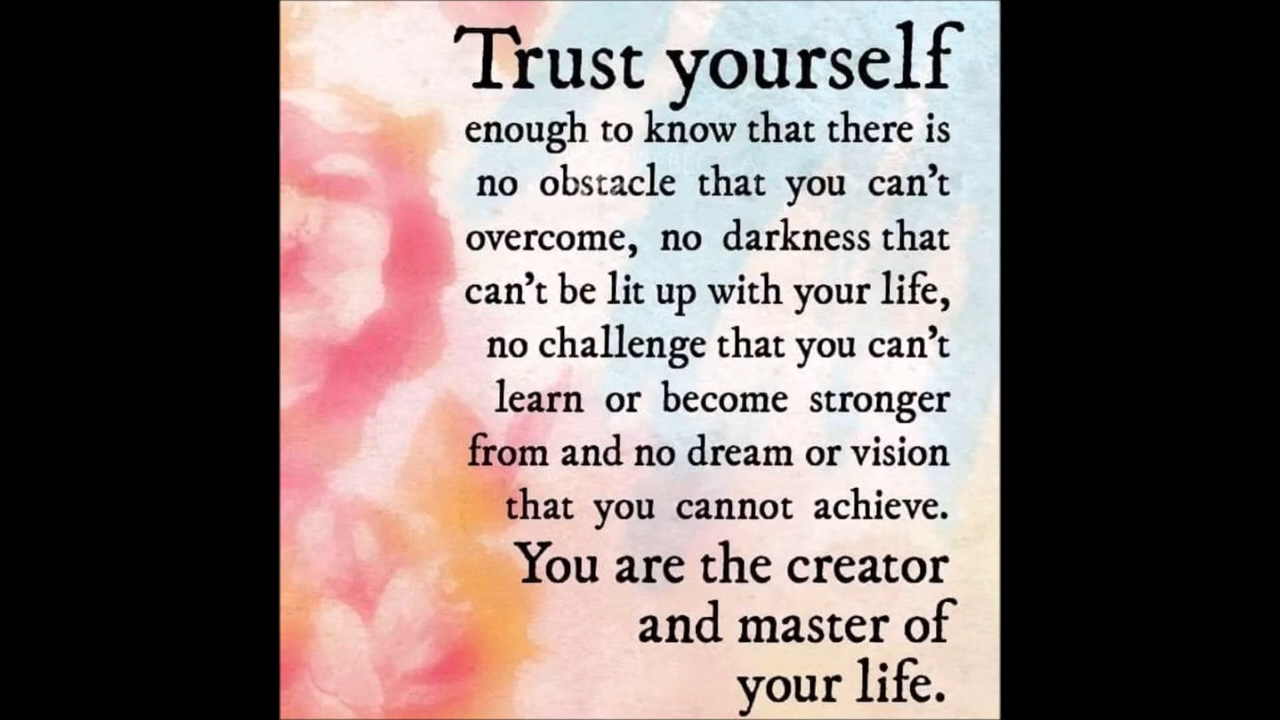 Trust yourself
enough to know that there is
no obstacle that you can't
overcome, no darkness that
can't be lit up with your life,
no challenge that you can't
learn or become stronger
from and no dream or vision
that you cannot achieve.
You are the creator
and master of
your life.